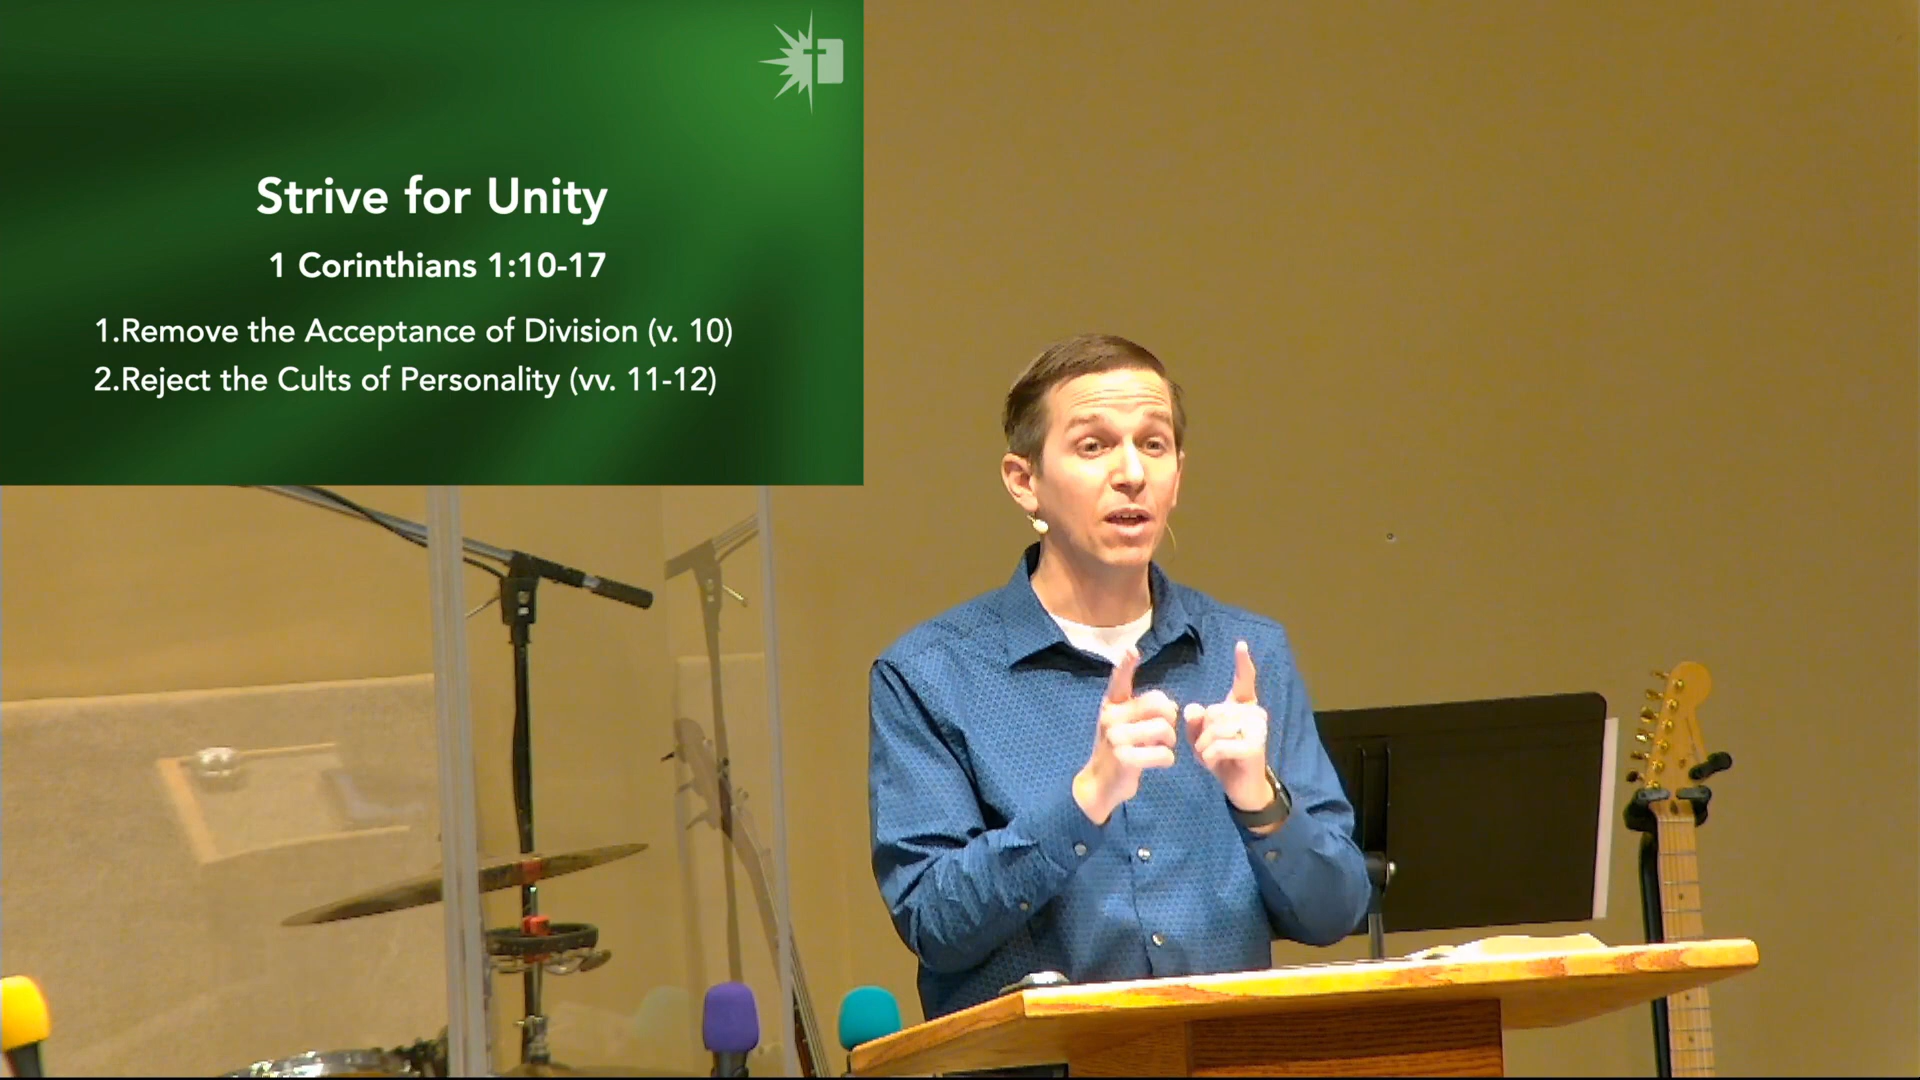 Strive for Unity
1 Corinthians 1:10-17
1.Remove the Acceptance of Division (v. 10)
2.Reject the Cults of Personality (vv. 11-12)